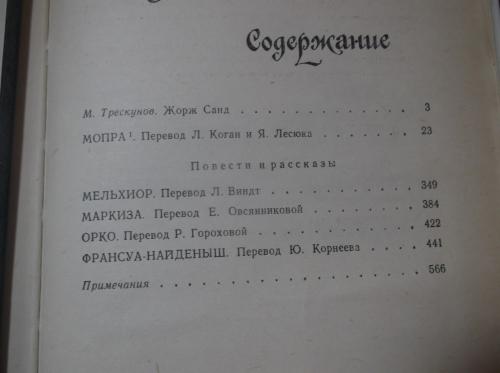 Содержание
М. Трескунов. Жорж Санд . . . . . . . . . . . . 3
МОПРА¹. Перевод Л. Коган и Я. Лесюка . . . . . . . 23
Повести и рассказы
МЕЛЬХИОР. Перевод Л. Виндт . . . . . . . . . . 349
МАРКИЗА. Перевод Е. Овсянниковой . . . . . . . . 384
ОРКО. Перевод Р. Гороховой . . . . . . . . . . 422
ФРАНСУА-НАЙДЕНЫШ. Перевод Ю. Корнеева . . . . . 441
Примечания . . . . . . . . . . . . . . . . 566